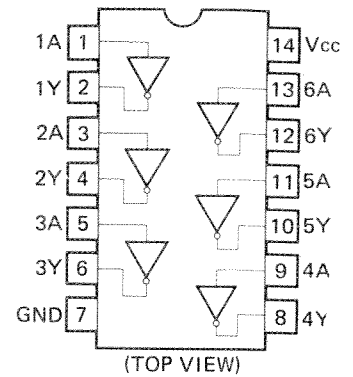 1A 1 14 Vcc
1Y 2 13 6A
2A 3 12 6Y
2Y 4 11 5A
3A 5 10 5Y
3Y 6 9 4A
GND 7 8 4Y
(TOP VIEW)